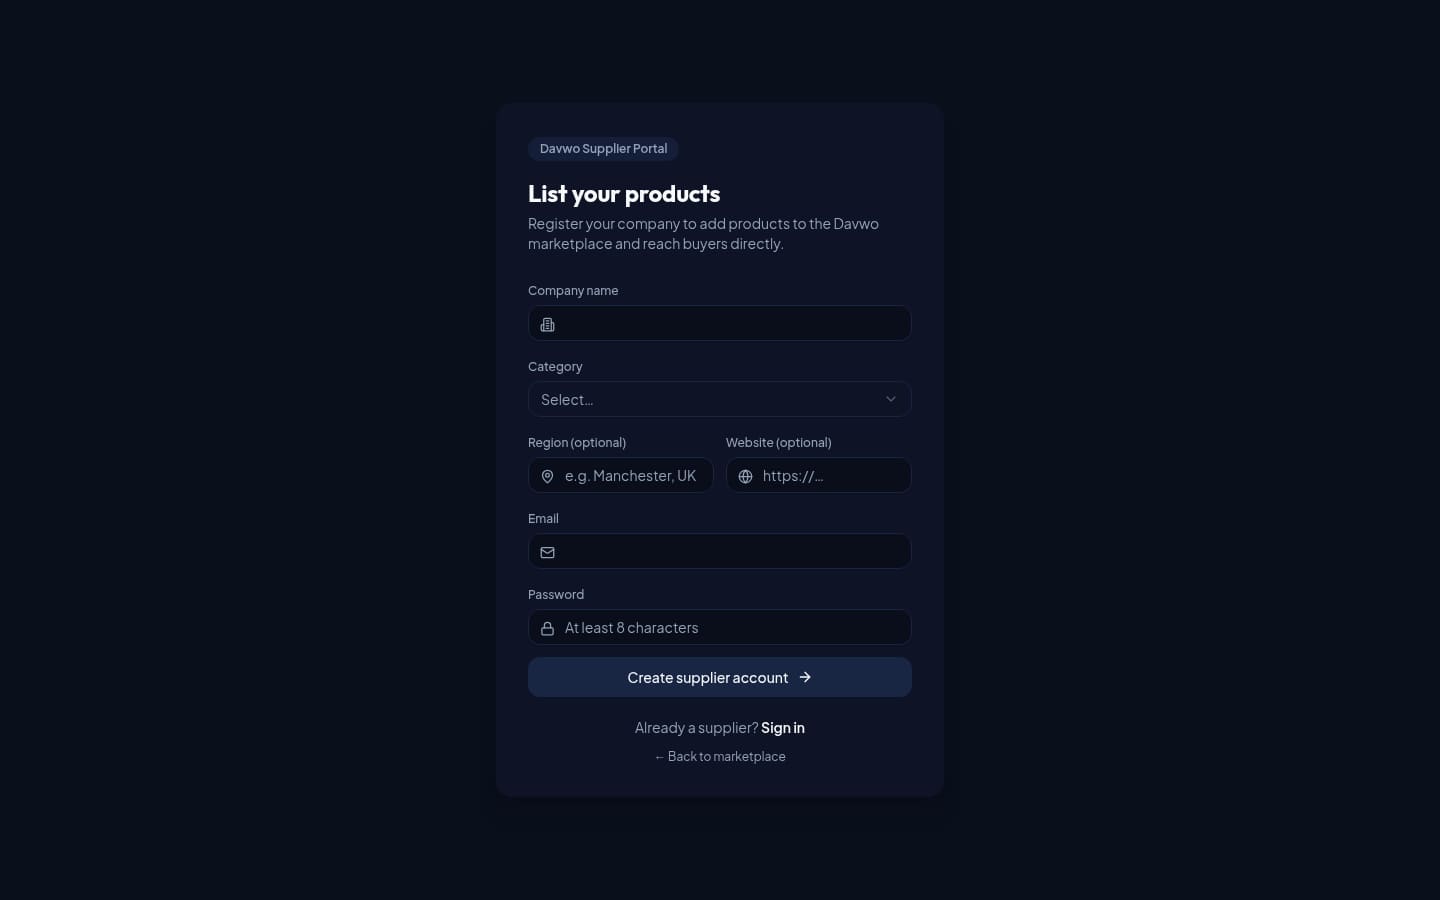 Davwo Supplier Portal
List your products
Register your company to add products to the Davwo
marketplace and reach buyers directly.
Company name
Category
Select…
Region (optional)
Website (optional)
e.g. Manchester, UK
https://…
Email
Password
At least 8 characters
Create supplier account →
Already a supplier? Sign in
← Back to marketplace